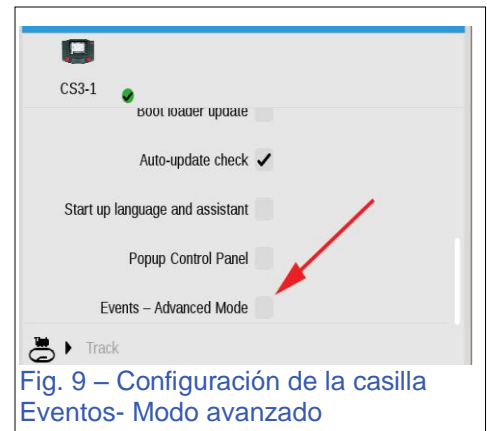 CS3-1
Boot loader update
Auto-update check
Start up language and assistant
Popup Control Panel
Events – Advanced Mode
Track
Fig. 9 – Configuración de la casilla
Eventos- Modo avanzado